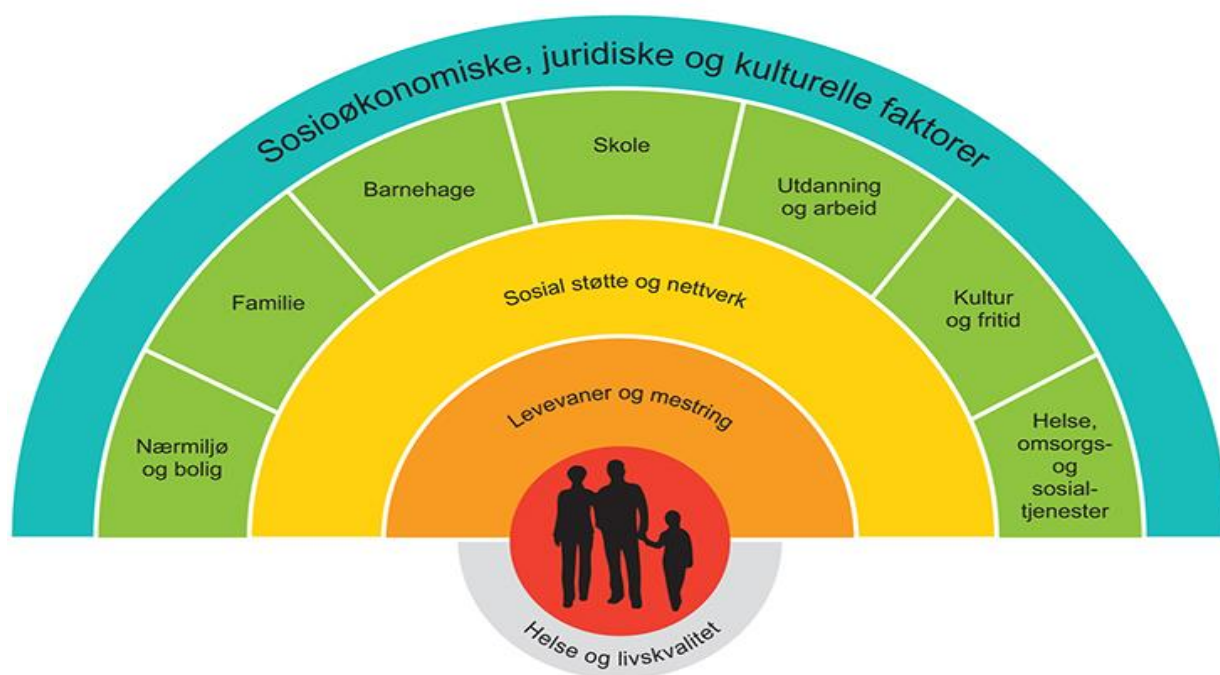 Sosioøkonomiske, juridiske og kulturelle faktorer
Nærmiljø
og bolig
Familie
Barnehage
Skole
Utdanning
og arbeid
Kultur
og fritid
Helse,
omsorgs-
og
sosial-
tjenester
Sosial støtte og nettverk
Levevaner og mestring
Helse og livskvalitet